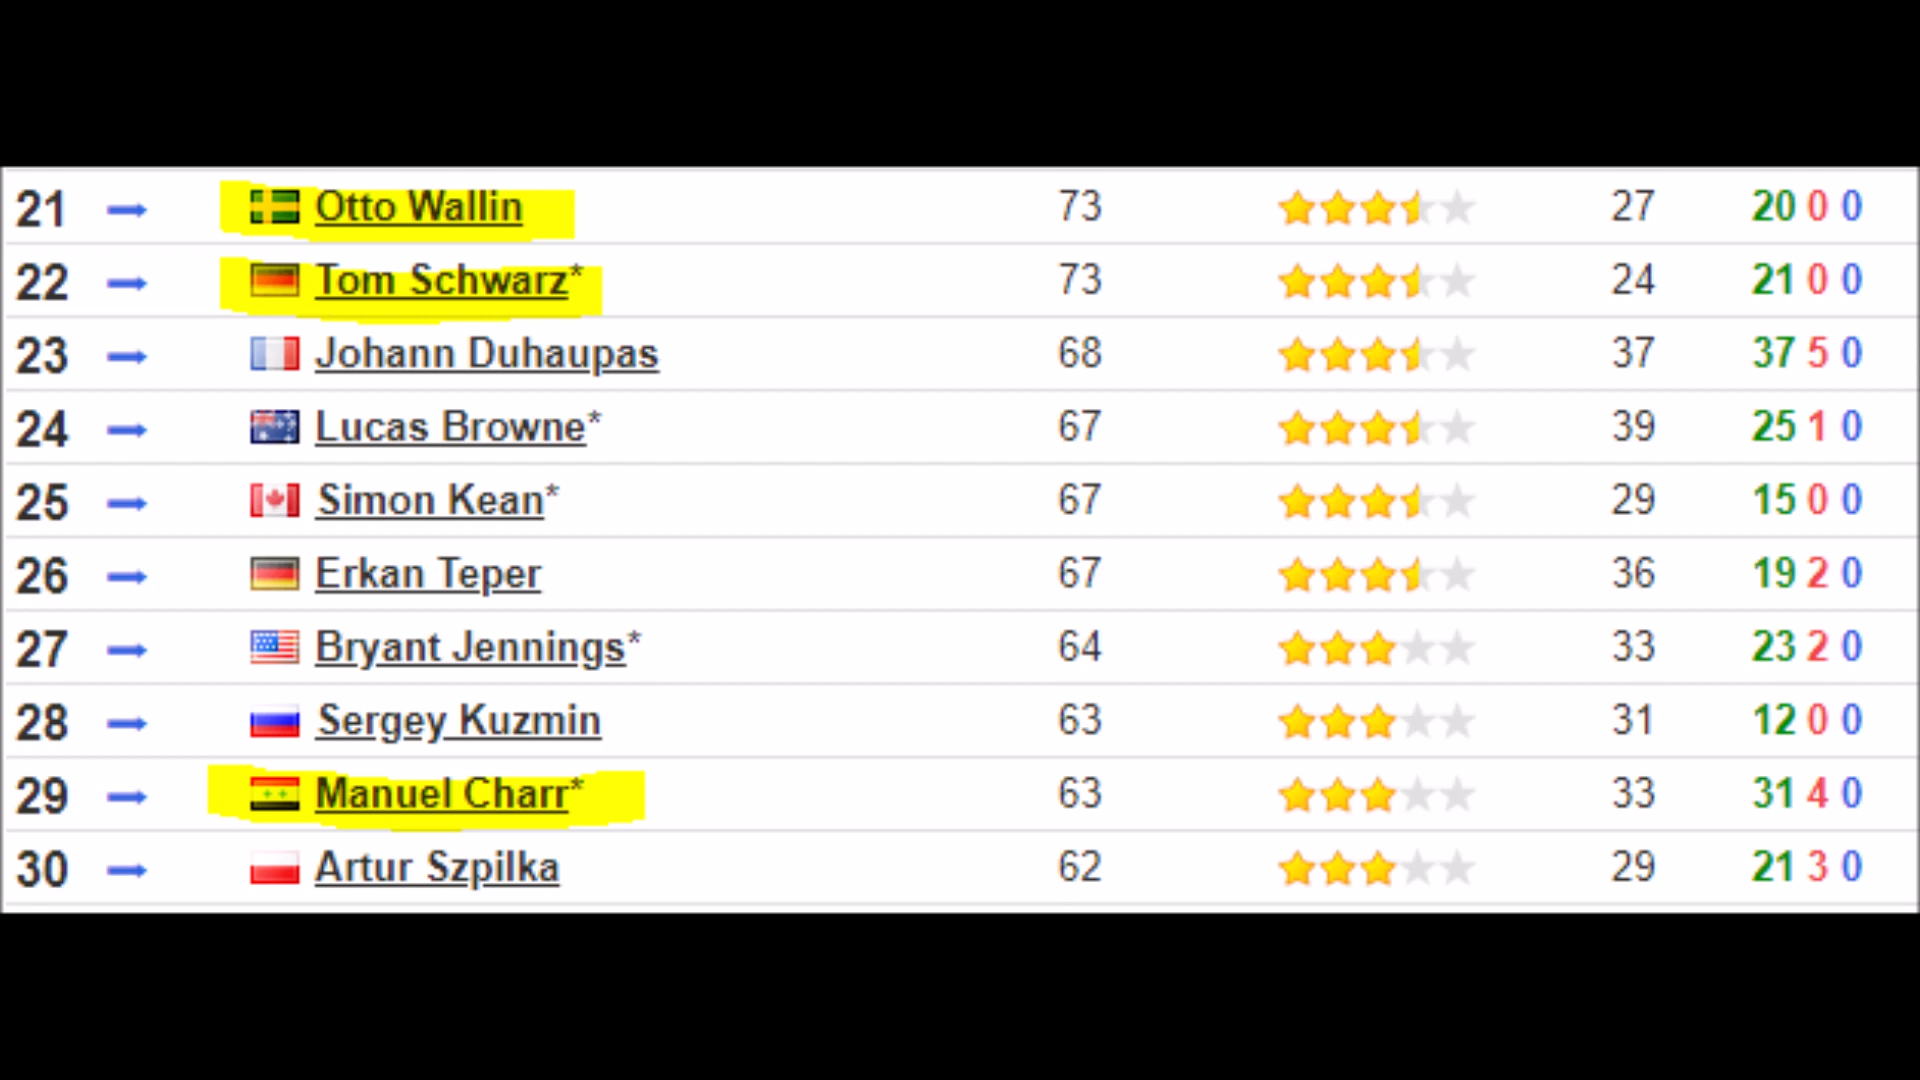 21 Otto Wallin 73 27 20 0 0
22 Tom Schwarz* 73 24 21 0 0
23 Johann Duhaupas 68 37 37 5 0
24 Lucas Browne* 67 39 25 1 0
25 Simon Kean* 67 29 15 0 0
26 Erkan Teper 67 36 19 2 0
27 Bryant Jennings* 64 33 23 2 0
28 Sergey Kuzmin 63 31 12 0 0
29 Manuel Charr* 63 33 31 4 0
30 Artur Szpilka 62 29 21 3 0